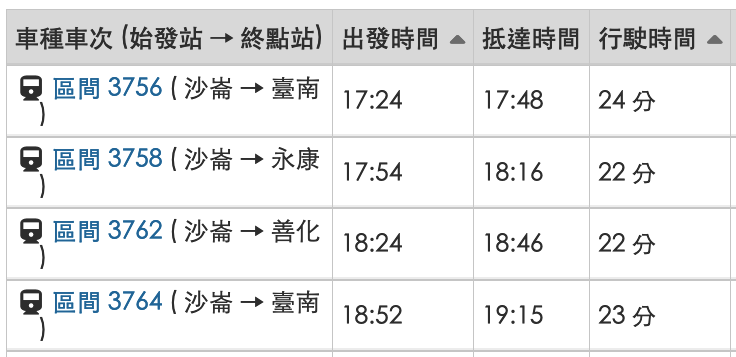 車種車次 (始發站 → 終點站) 出發時間 抵達時間 行駛時間
區間 3756 ( 沙崙 → 臺南 17:24 17:48 24 分
)
區間 3758 ( 沙崙 → 永康 17:54 18:16 22 分
)
區間 3762 ( 沙崙 → 善化 18:24 18:46 22 分
)
區間 3764 ( 沙崙 → 臺南 18:52 19:15 23 分
)